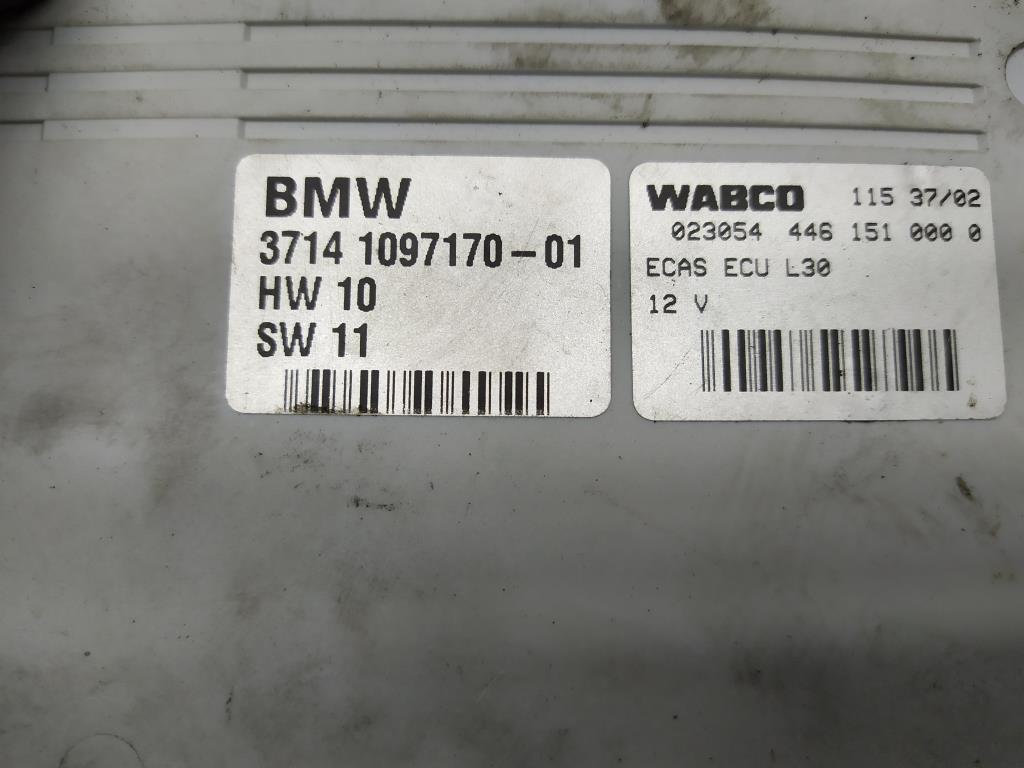 BMW
3714 1097170-01
HW 10
SW 11
WABCO 115 37/02
023054 446 151 000 0
ECAS ECU L30
12 V